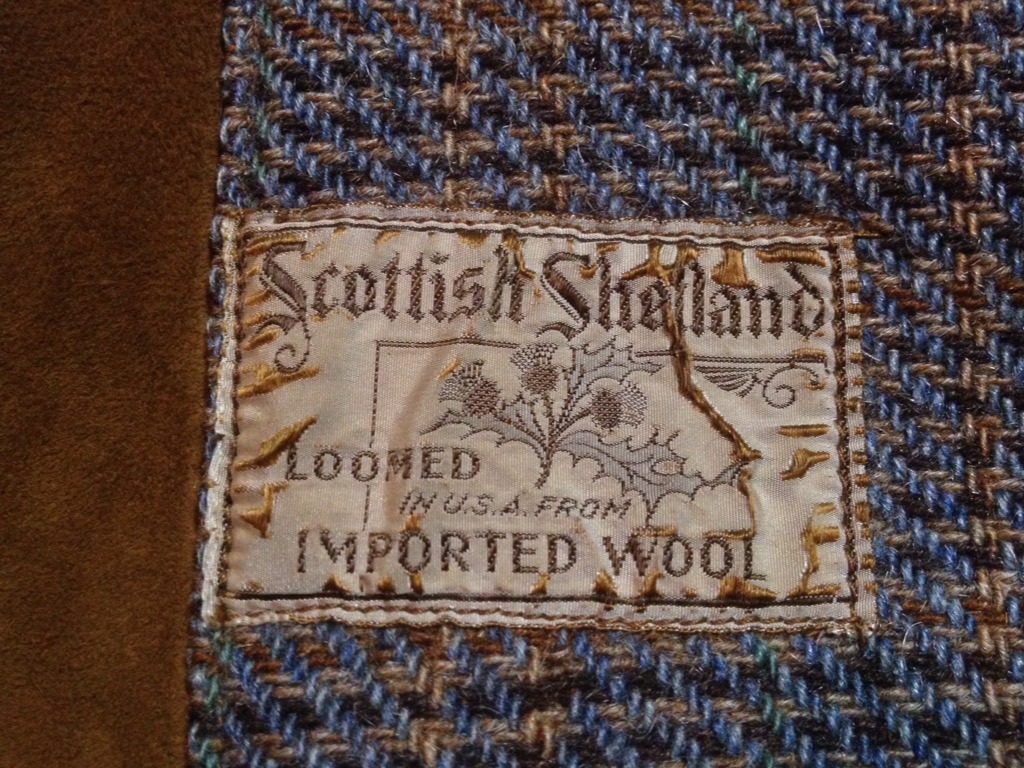 Scottish Shetland
LOOMED
IN U.S.A. FROM
IMPORTED WOOL